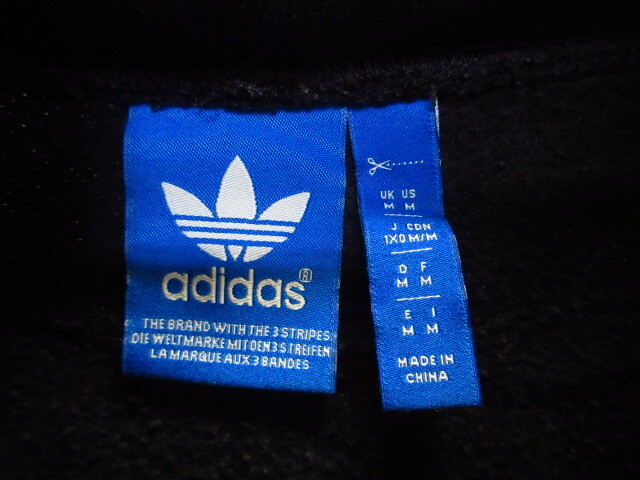 adidas®
THE BRAND WITH THE 3 STRIPES
DIE WELTMARKE MIT DEN 3 STREIFEN
LA MARQUE AUX 3 BANDES
UK US
M M
J CDN
1XO M/M
D F
M M
E I
M M
MADE IN
CHINA